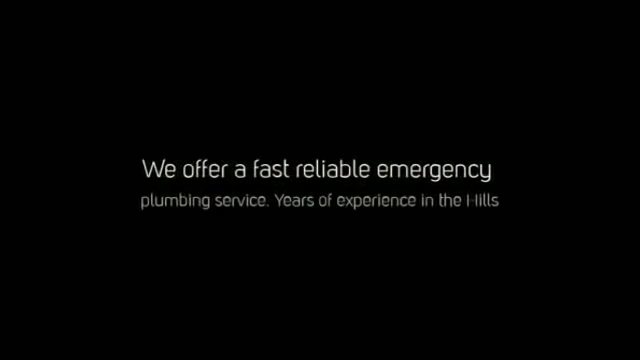 We offer a fast reliable emergency
plumbing service. Years of experience in the Hills